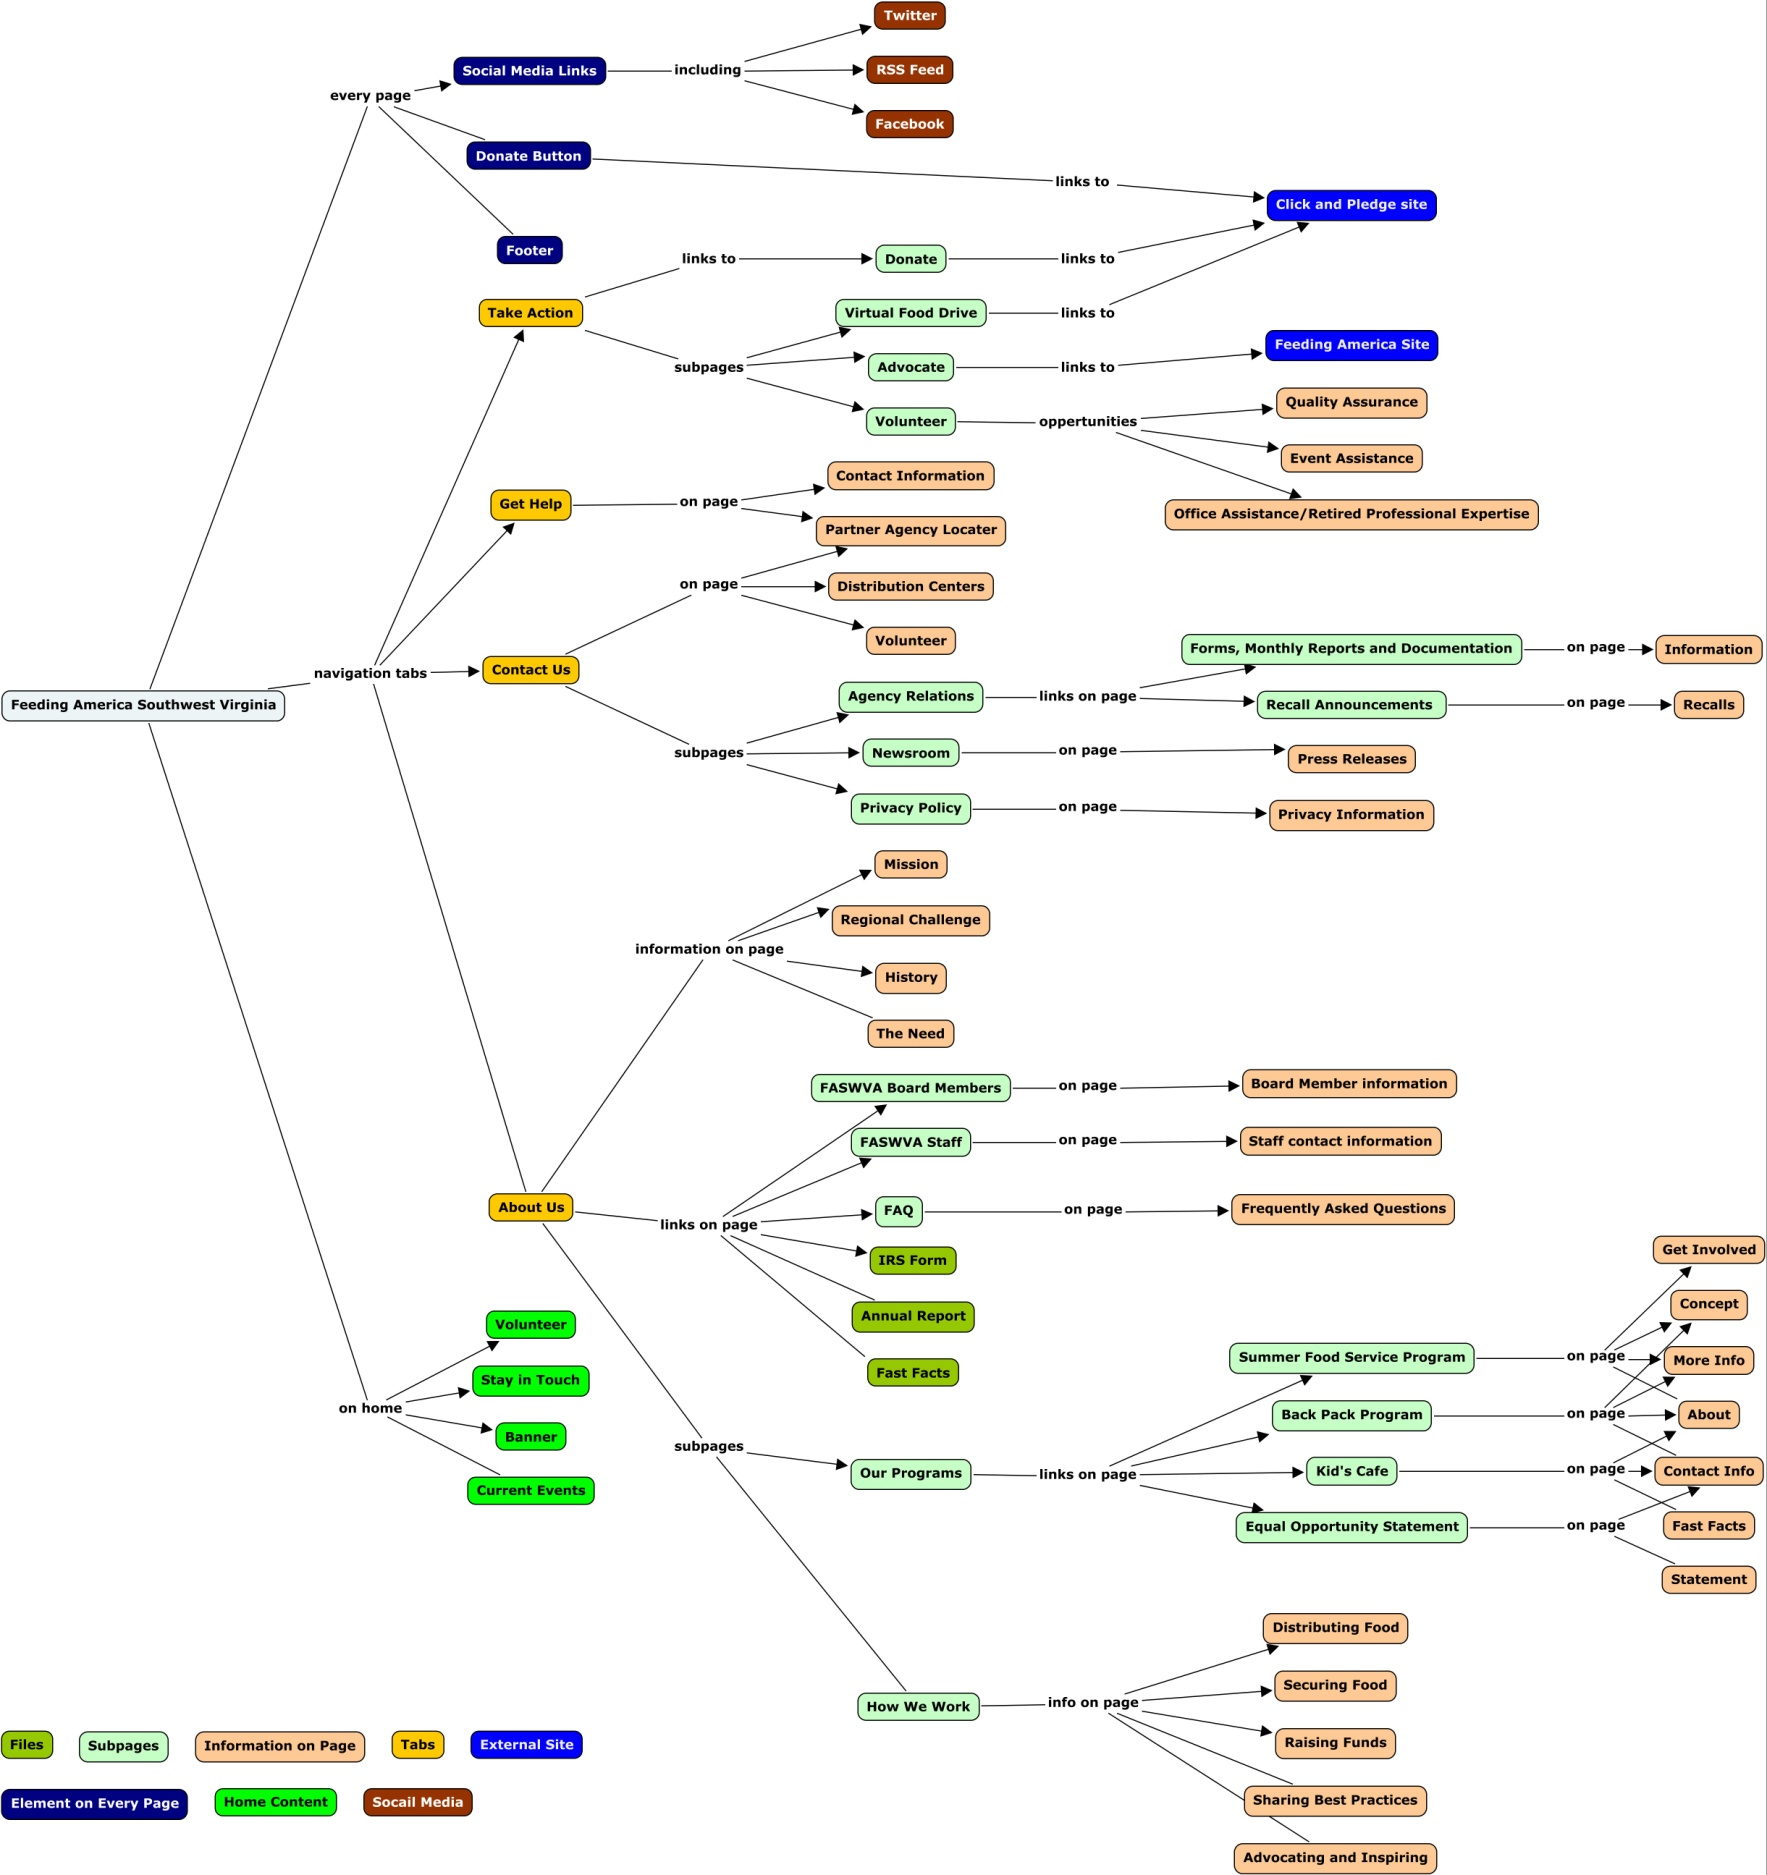 Twitter
Social Media Links
including
RSS Feed
every page
Facebook
Donate Button
links to
Click and Pledge site
Footer
links to
Donate
links to
Take Action
Virtual Food Drive
links to
Feeding America Site
subpages
Advocate
links to
Quality Assurance
Volunteer
oppertunities
Event Assistance
Contact Information
Get Help
on page
Office Assistance/Retired Professional Expertise
Partner Agency Locater
on page
Distribution Centers
Volunteer
Forms, Monthly Reports and Documentation
on page
Information
navigation tabs
Contact Us
Agency Relations
links on page
Feeding America Southwest Virginia
Recall Announcements
on page
Recalls
subpages
Newsroom
on page
Press Releases
Privacy Policy
on page
Privacy Information
Mission
Regional Challenge
information on page
History
The Need
FASWVA Board Members
on page
Board Member information
FASWVA Staff
on page
Staff contact information
About Us
FAQ
on page
Frequently Asked Questions
links on page
IRS Form
Get Involved
Annual Report
Concept
Volunteer
Fast Facts
Summer Food Service Program
on page
More Info
Stay in Touch
on home
Back Pack Program
on page
About
Banner
subpages
Our Programs
links on page
Kid's Cafe
on page
Contact Info
Current Events
Equal Opportunity Statement
on page
Fast Facts
Statement
Distributing Food
Securing Food
How We Work
info on page
Raising Funds
Sharing Best Practices
Advocating and Inspiring
Files
Subpages
Information on Page
Tabs
External Site
Element on Every Page
Home Content
Socail Media